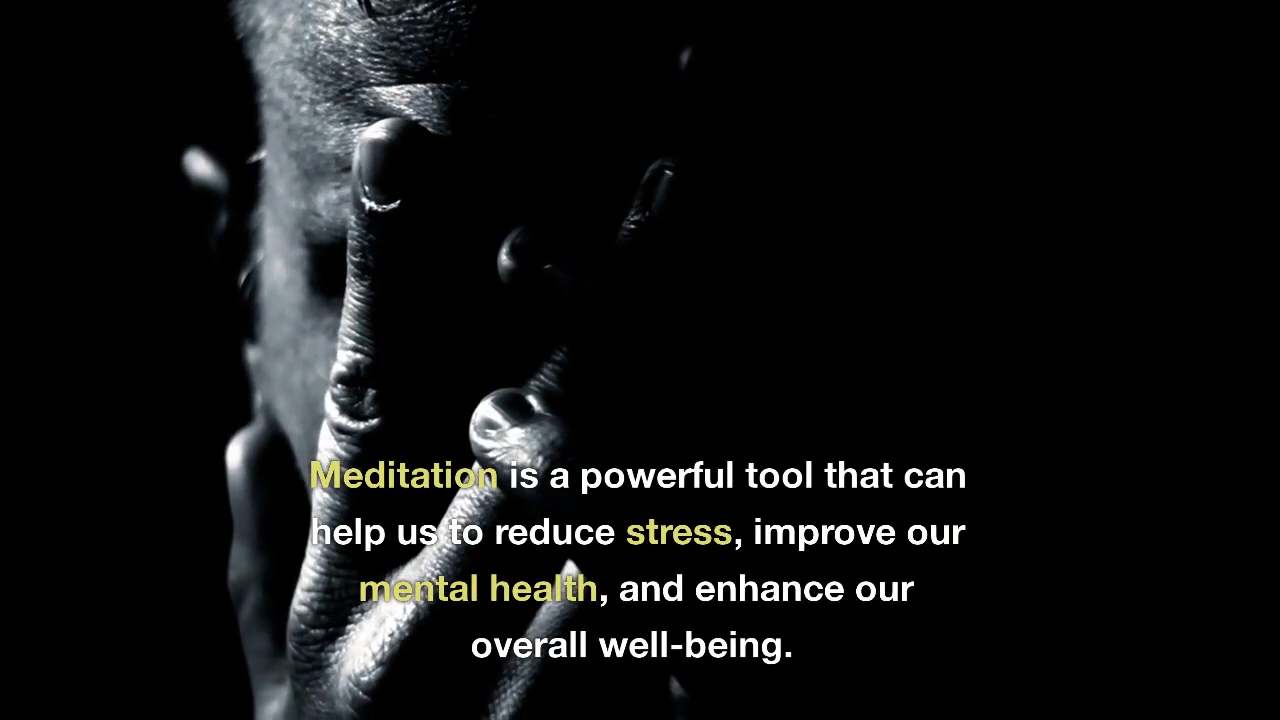 Meditation is a powerful tool that can
help us to reduce stress, improve our
mental health, and enhance our
overall well-being.